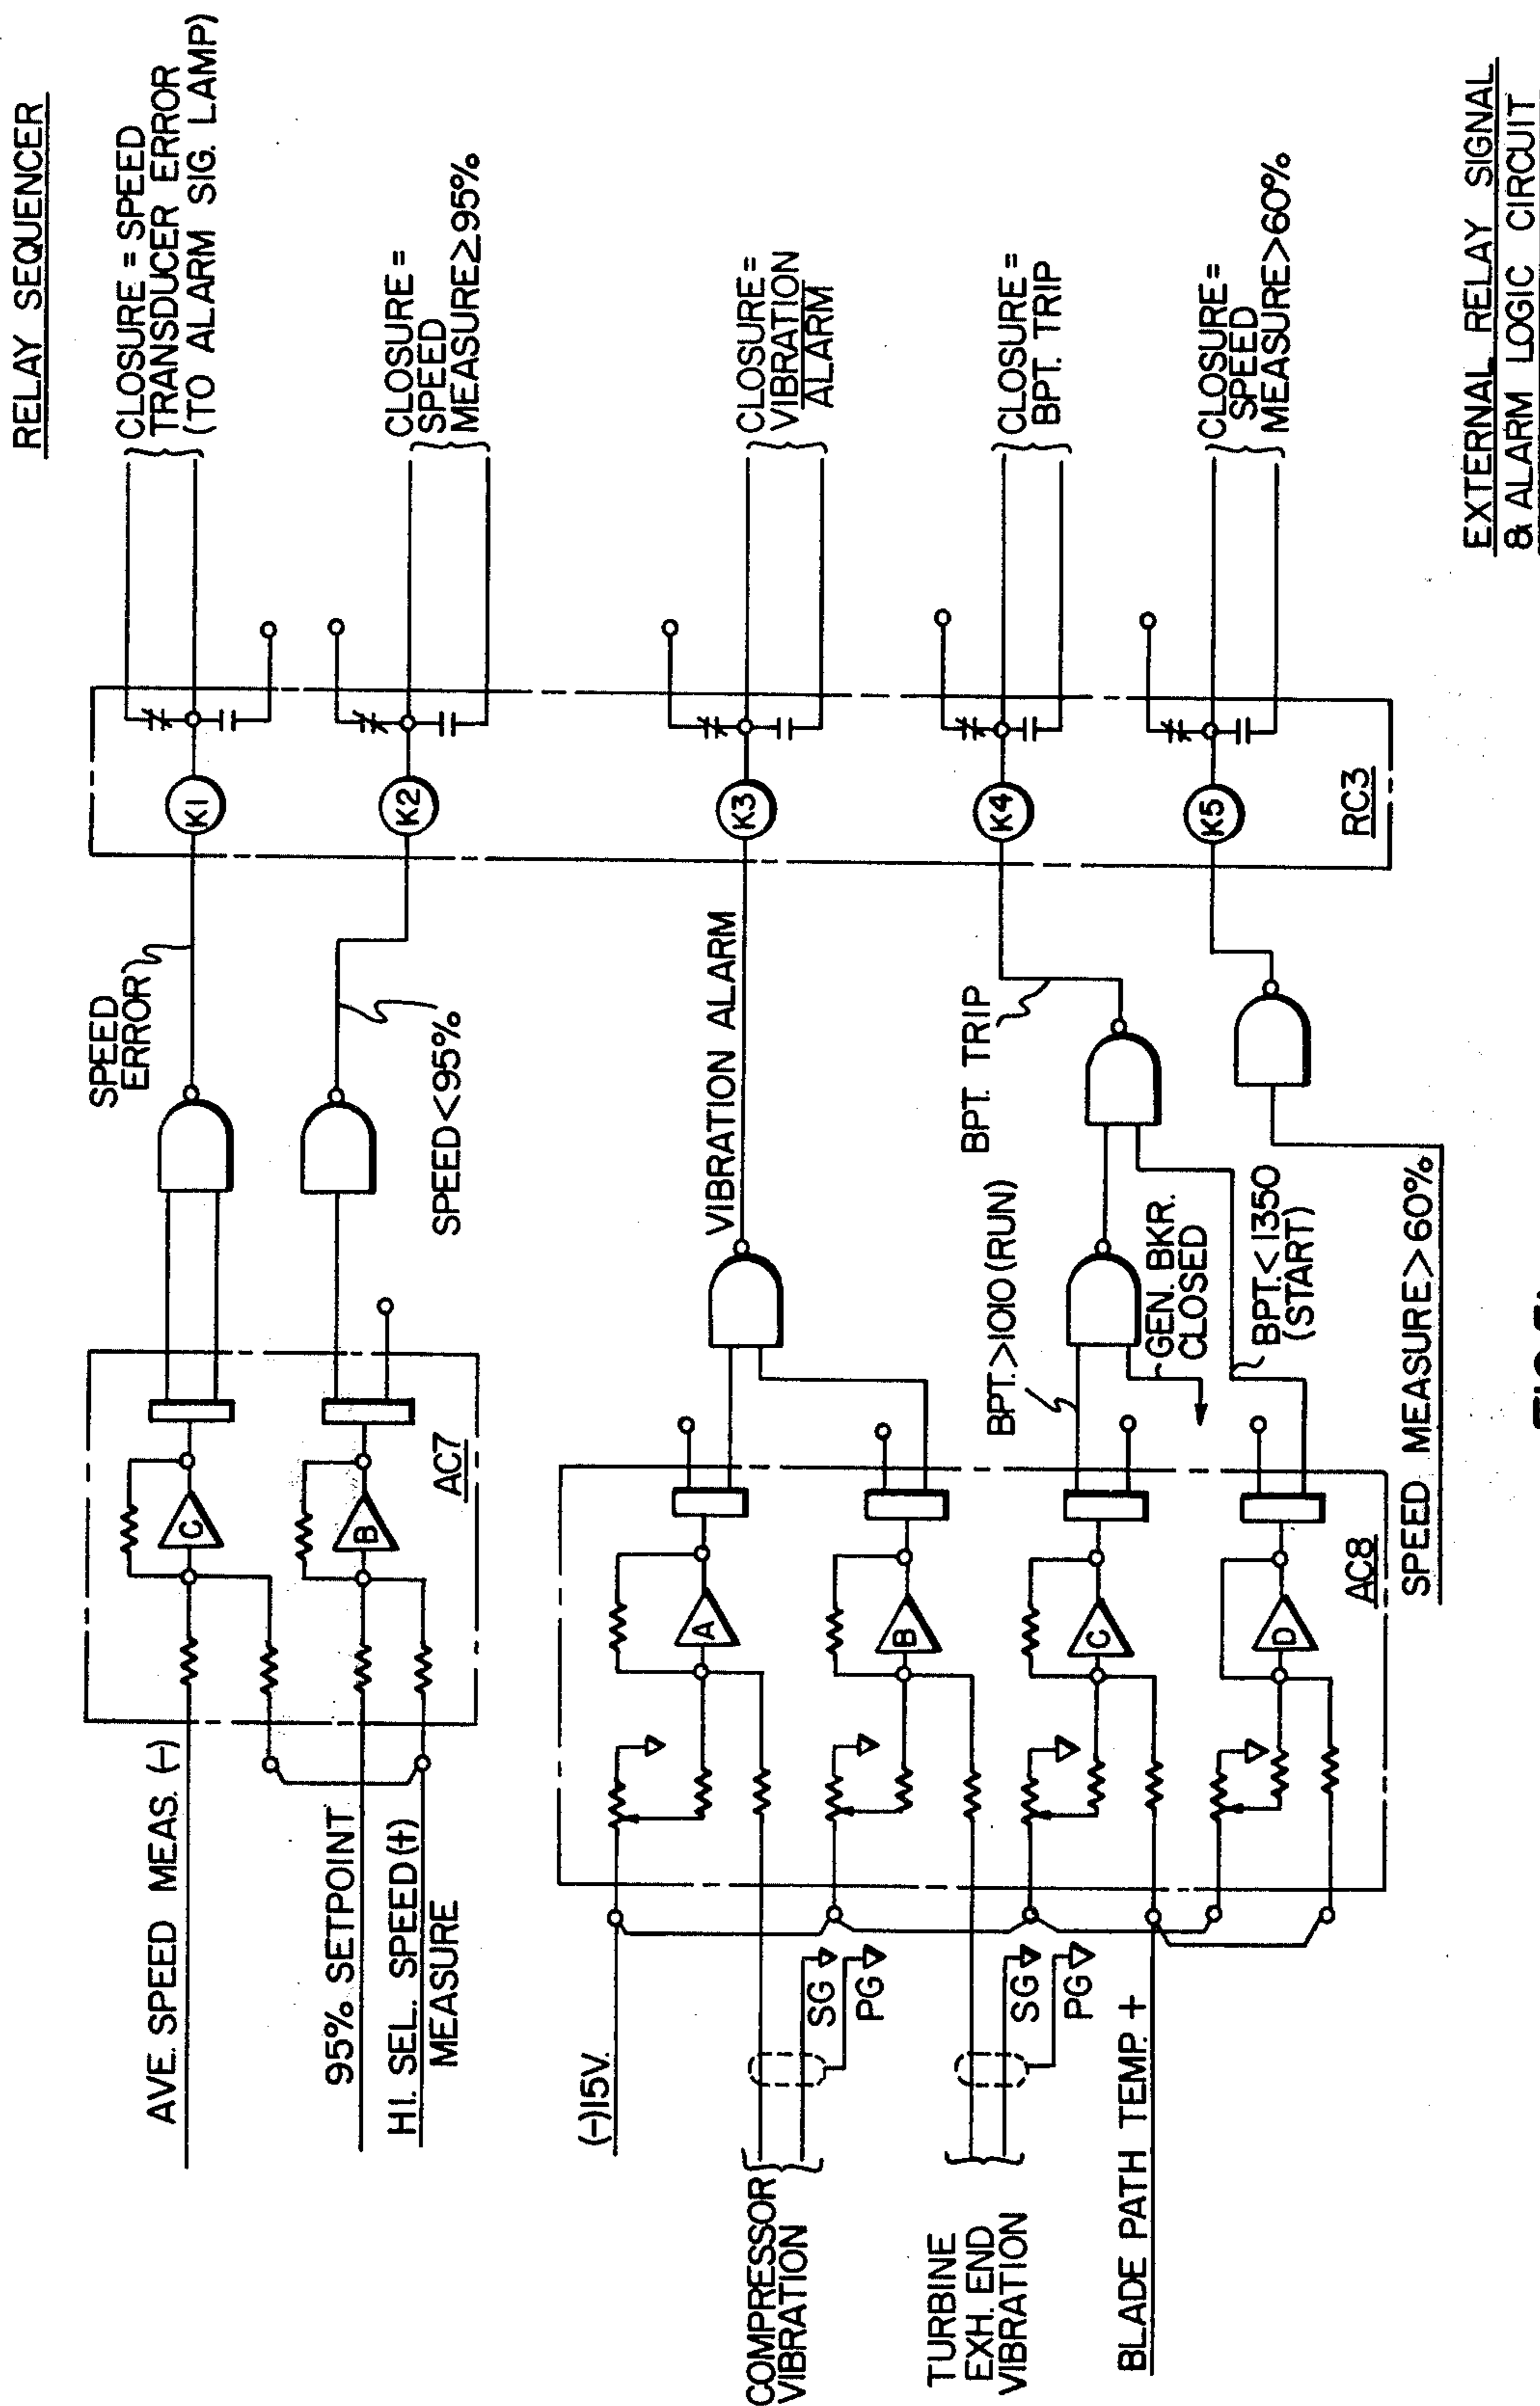 RELAY SEQUENCER
CLOSURE = SPEED
TRANSDUCER ERROR
(TO ALARM SIG. LAMP)
CLOSURE =
SPEED
MEASURE≥95%
CLOSURE=
VIBRATION
ALARM
CLOSURE=
BPT. TRIP
CLOSURE=
SPEED
MEASURE>60%
EXTERNAL RELAY SIGNAL
& ALARM LOGIC CIRCUIT
K1
K2
K3
K4
K5
RC3
SPEED
ERROR
SPEED<95%
VIBRATION ALARM
BPT. TRIP
BPT.>1010(RUN)
GEN. BKR.
CLOSED
BPT.<1350
(START)
SPEED MEASURE>60%
C
B
AC7
A
B
C
D
AC8
AVE. SPEED MEAS. (-)
95% SETPOINT
HI. SEL. SPEED(+)
MEASURE
(-)15V.
SG
PG
SG
PG
COMPRESSOR
VIBRATION
TURBINE
EXH. END
VIBRATION
BLADE PATH TEMP. +